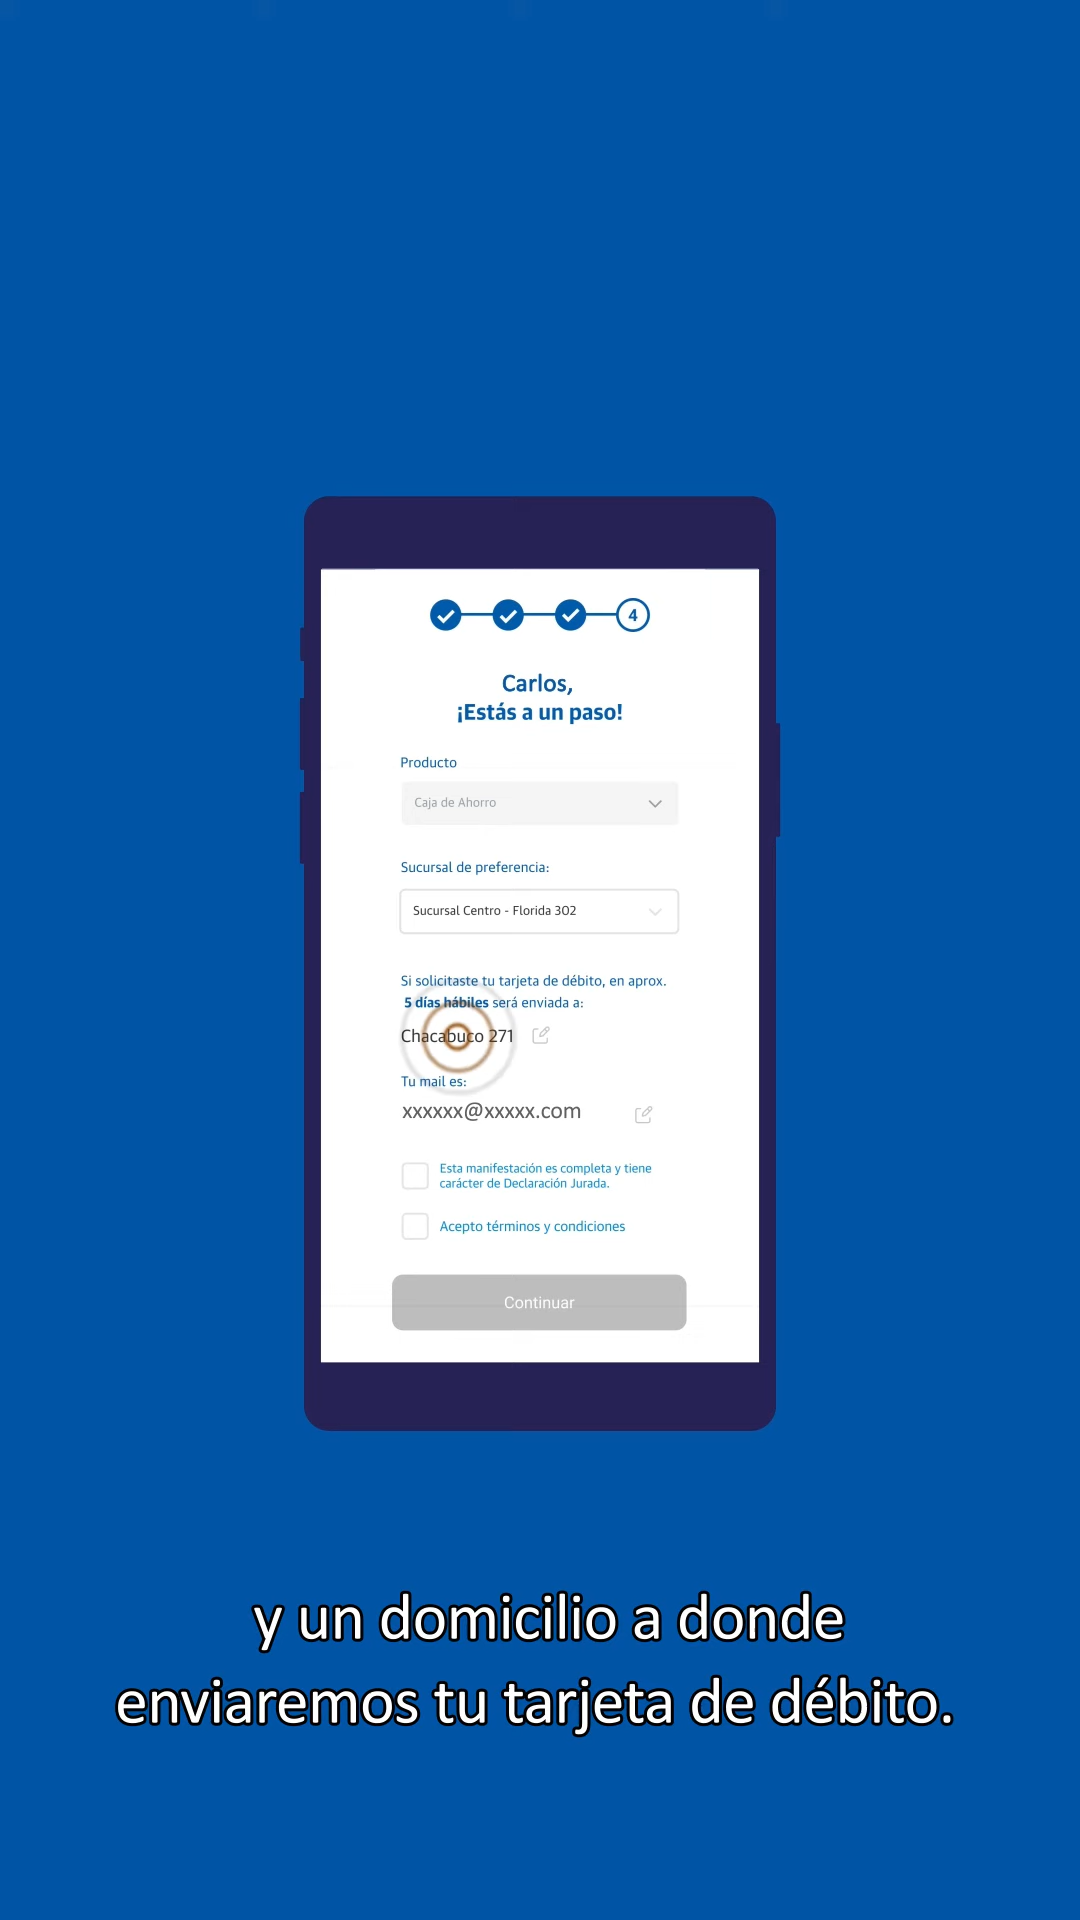 4
Carlos,
¡Estás a un paso!
Producto
Caja de Ahorro
Sucursal de preferencia:
Sucursal Centro - Florida 302
Si solicitaste tu tarjeta de débito, en aprox.
5 días hábiles será enviada a:
Chacabuco 271
Tu mail es:
xxxxxx@xxxxx.com
Esta manifestación es completa y tiene
carácter de Declaración Jurada.
Acepto términos y condiciones
Continuar
y un domicilio a donde
enviaremos tu tarjeta de débito.